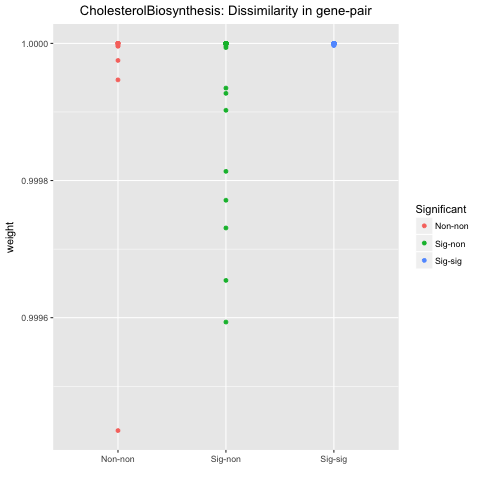 CholesterolBiosynthesis: Dissimilarity in gene-pair
1.0000
0.9998
0.9996
weight
Non-non
Sig-non
Sig-sig
Significant
Non-non
Sig-non
Sig-sig